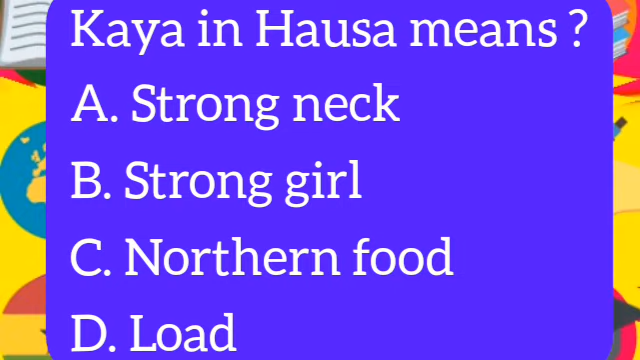 Kaya in Hausa means ?
A. Strong neck
B. Strong girl
C. Northern food
D. Load